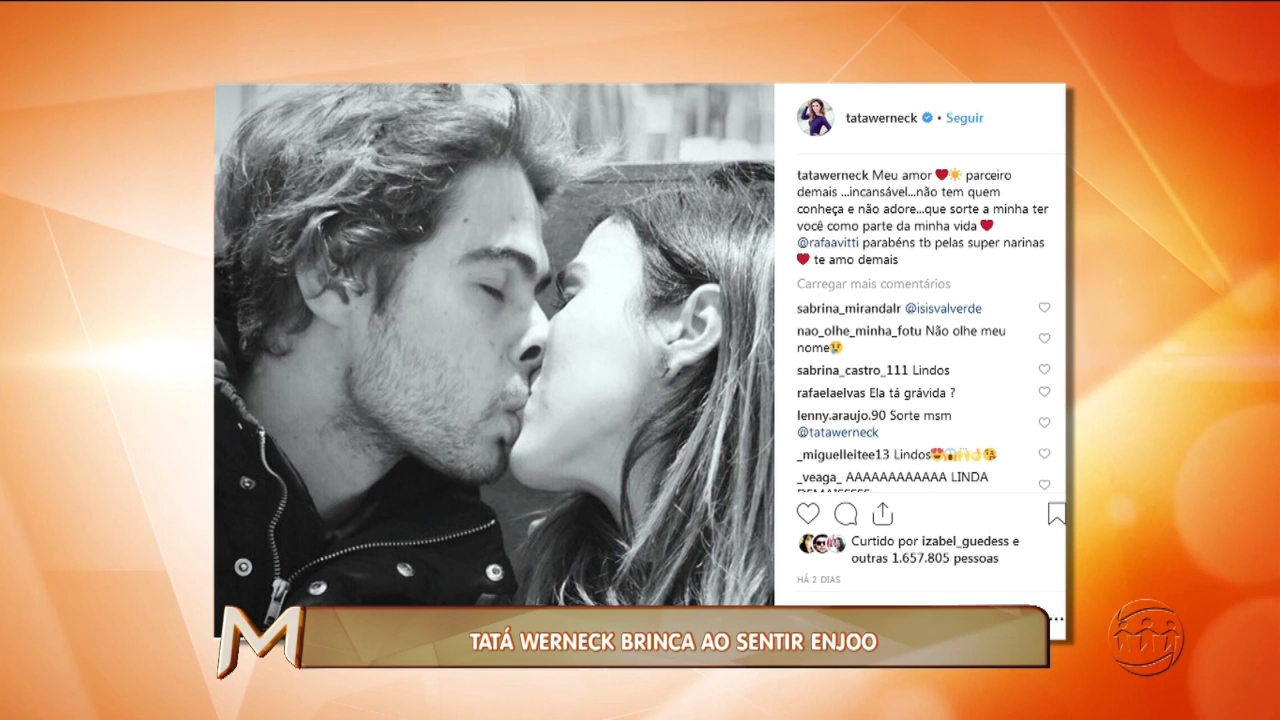 tatawerneck • Seguir
tatawerneck Meu amor ❤☀ parceiro
demais ...incansável...não tem quem
conheça e não adore...que sorte a minha ter
você como parte da minha vida ❤
@rafaavitti parabéns tb pelas super narinas
❤ te amo demais
Carregar mais comentários
sabrina_mirandalr @isisvalverde
nao_olhe_minha_fotu Não olhe meu
nome😢
sabrina_castro_111 Lindos
rafaelaelvas Ela tá grávida ?
lenny.araujo.90 Sorte msm
@tatawerneck
_miguelleitee13 Lindos😍😱🙌👌😘
_veaga_ AAAAAAAAAAAA LINDA
Curtido por izabel_guedess e
outras 1.657.805 pessoas
HÁ 2 DIAS
M
TATÁ WERNECK BRINCA AO SENTIR ENJOO